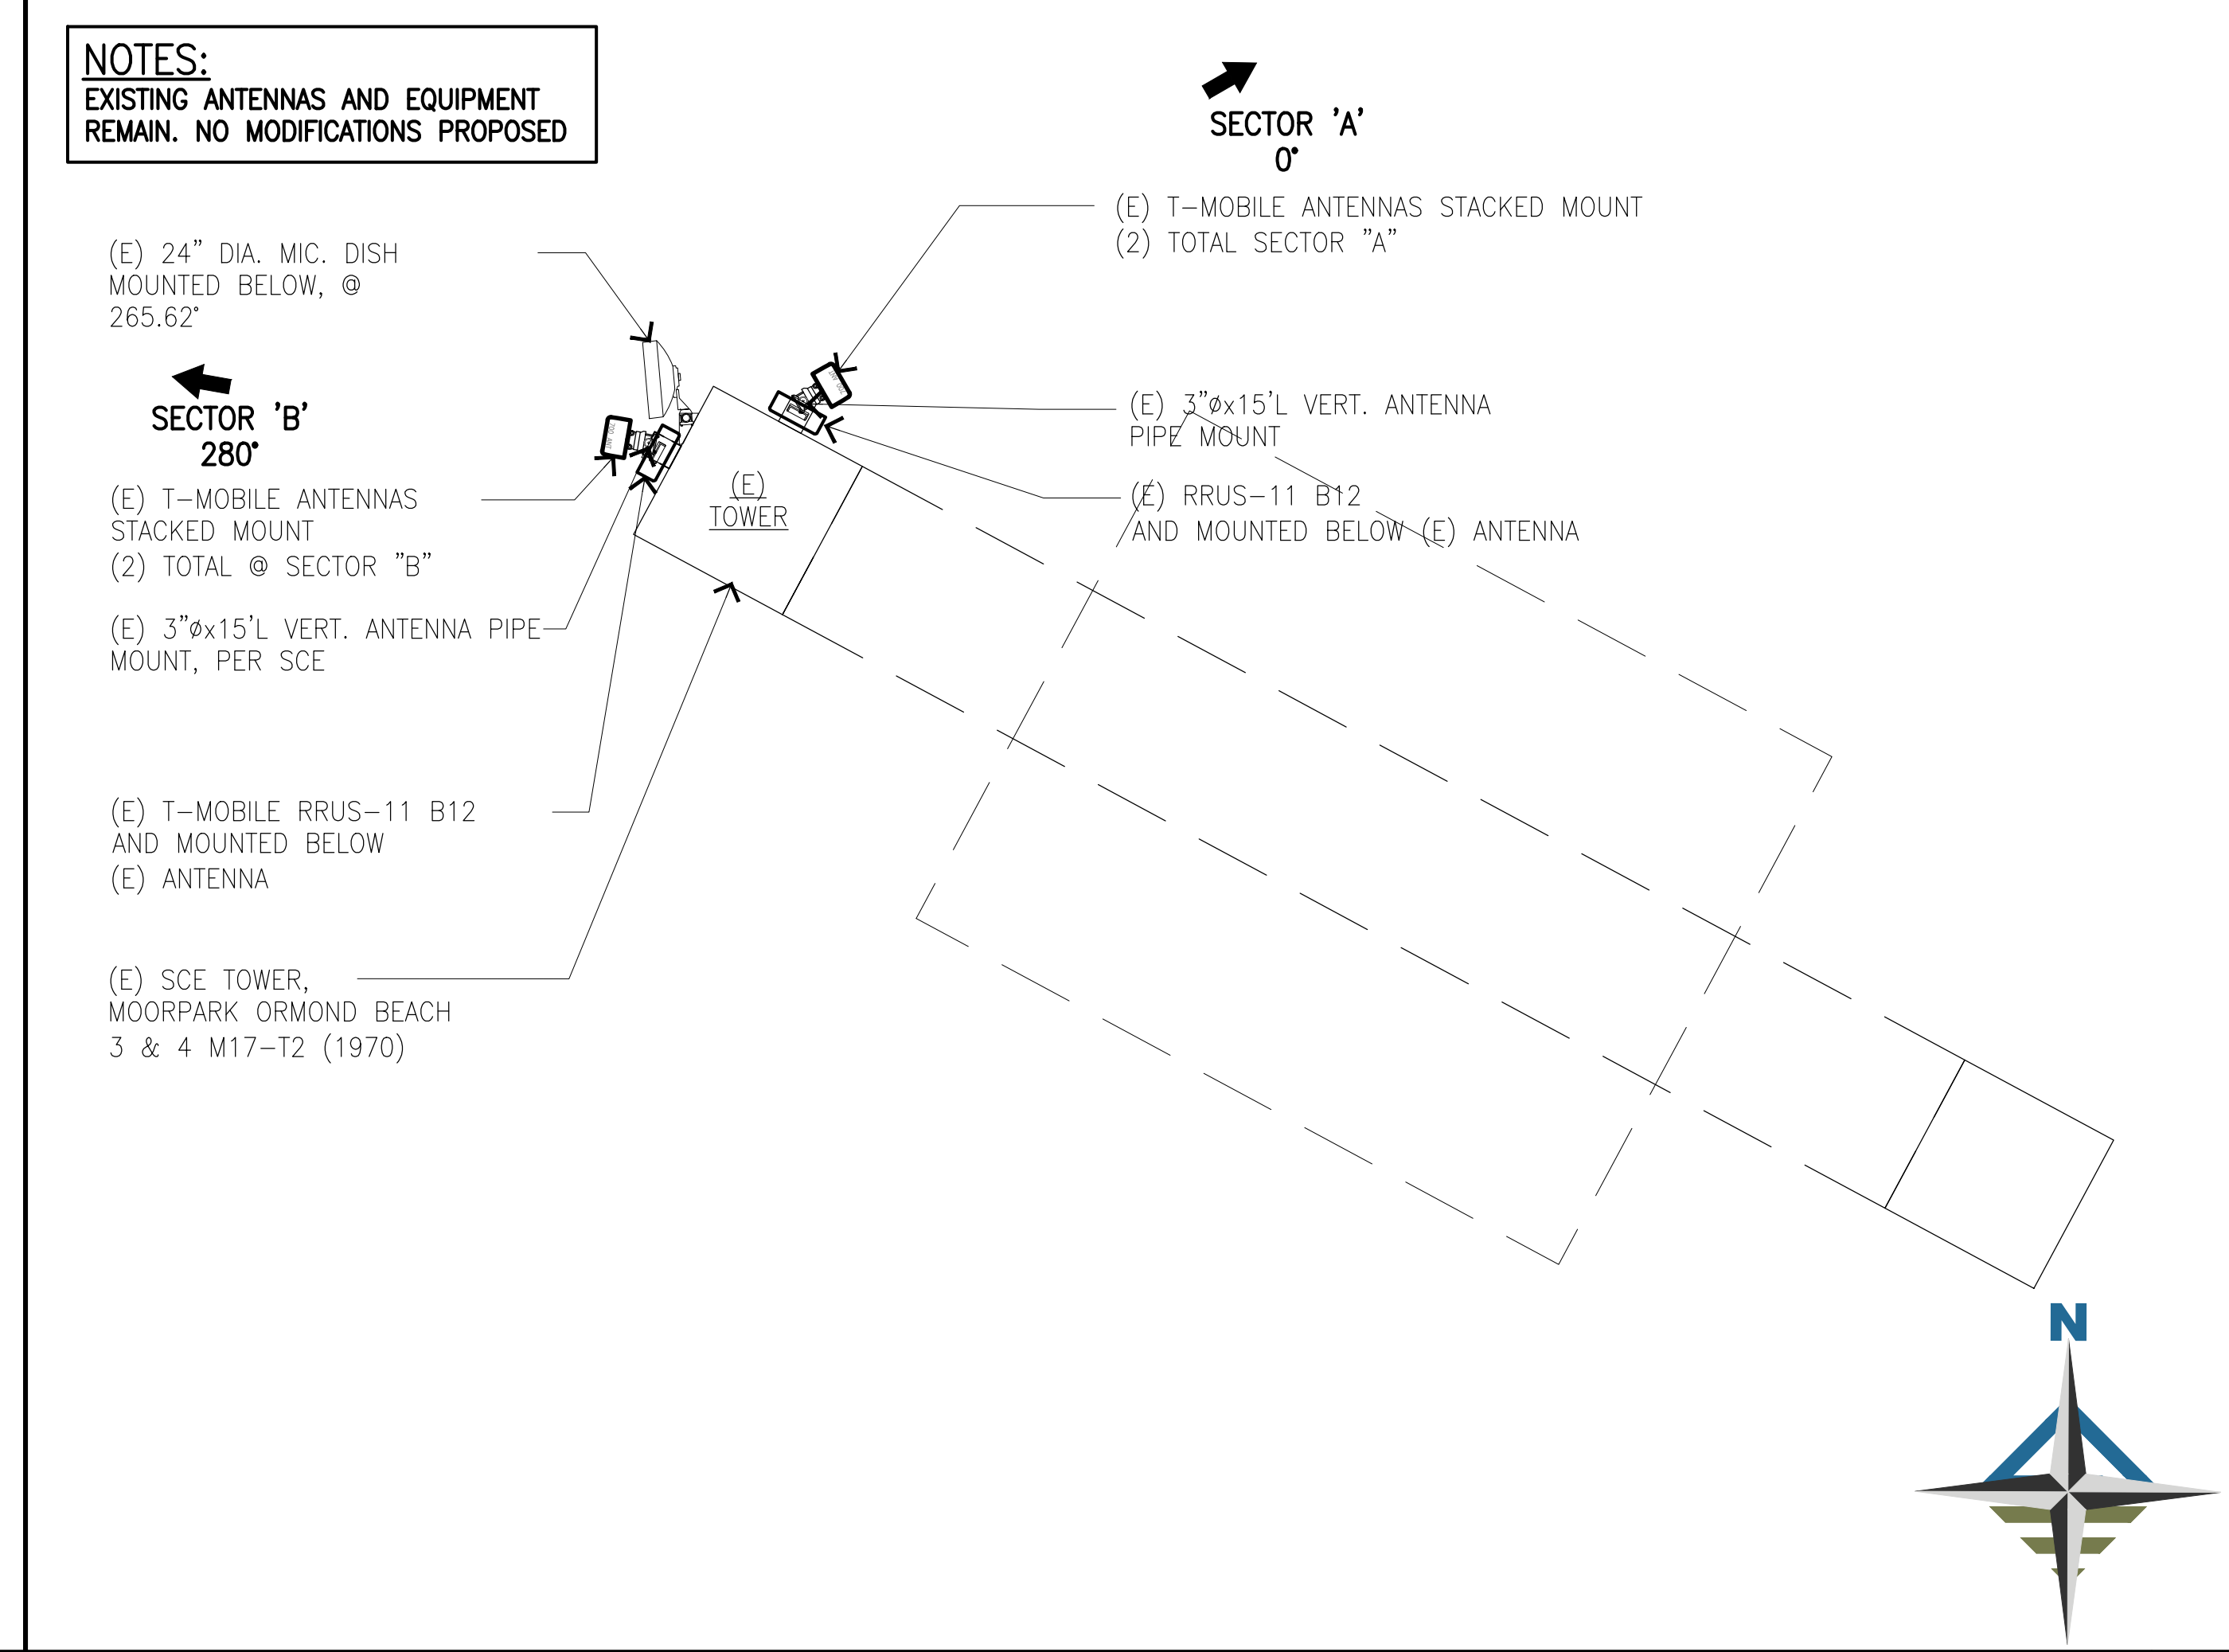 NOTES:
EXISTING ANTENNAS AND EQUIPMENT
REMAIN. NO MODIFICATIONS PROPOSED
SECTOR 'A'
0°
(E) T-MOBILE ANTENNAS STACKED MOUNT
(2) TOTAL SECTOR "A"
(E) 24" DIA. MIC. DISH
MOUNTED BELOW, @
265.62°
SECTOR 'B'
280°
(E) 3"øx15'L VERT. ANTENNA
PIPE MOUNT
(E) RRUS-11 B12
AND MOUNTED BELOW (E) ANTENNA
(E) T-MOBILE ANTENNAS
STACKED MOUNT
(2) TOTAL @ SECTOR "B"
(E)
TOWER
(E) 3"øx15'L VERT. ANTENNA PIPE
MOUNT, PER SCE
(E) T-MOBILE RRUS-11 B12
AND MOUNTED BELOW
(E) ANTENNA
(E) SCE TOWER,
MOORPARK ORMOND BEACH
3 & 4 M17-T2 (1970)
N